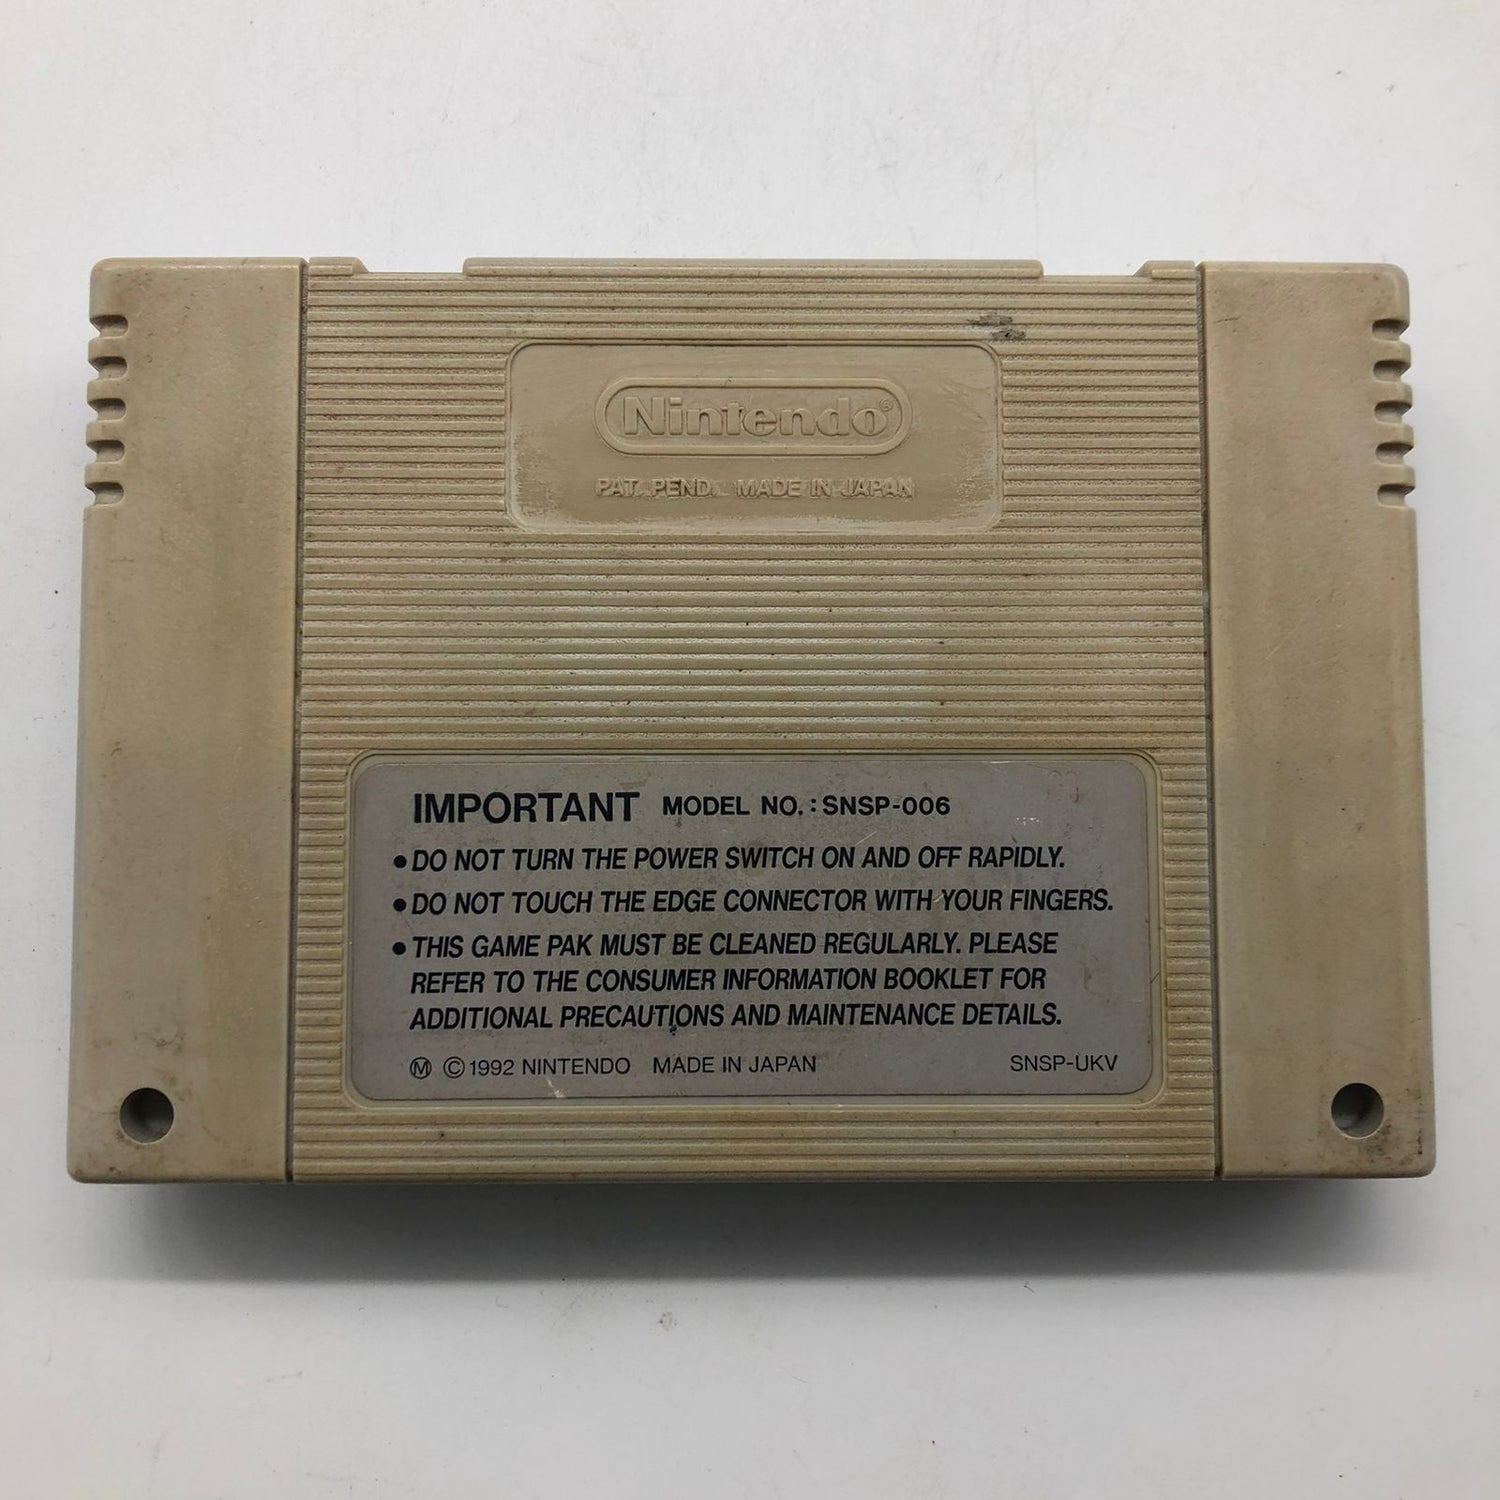 Nintendo®
PAT. PEND. MADE IN JAPAN
IMPORTANT MODEL NO.: SNSP-006
● DO NOT TURN THE POWER SWITCH ON AND OFF RAPIDLY.
● DO NOT TOUCH THE EDGE CONNECTOR WITH YOUR FINGERS.
● THIS GAME PAK MUST BE CLEANED REGULARLY. PLEASE
REFER TO THE CONSUMER INFORMATION BOOKLET FOR
ADDITIONAL PRECAUTIONS AND MAINTENANCE DETAILS.
Ⓜ ©1992 NINTENDO MADE IN JAPAN SNSP-UKV